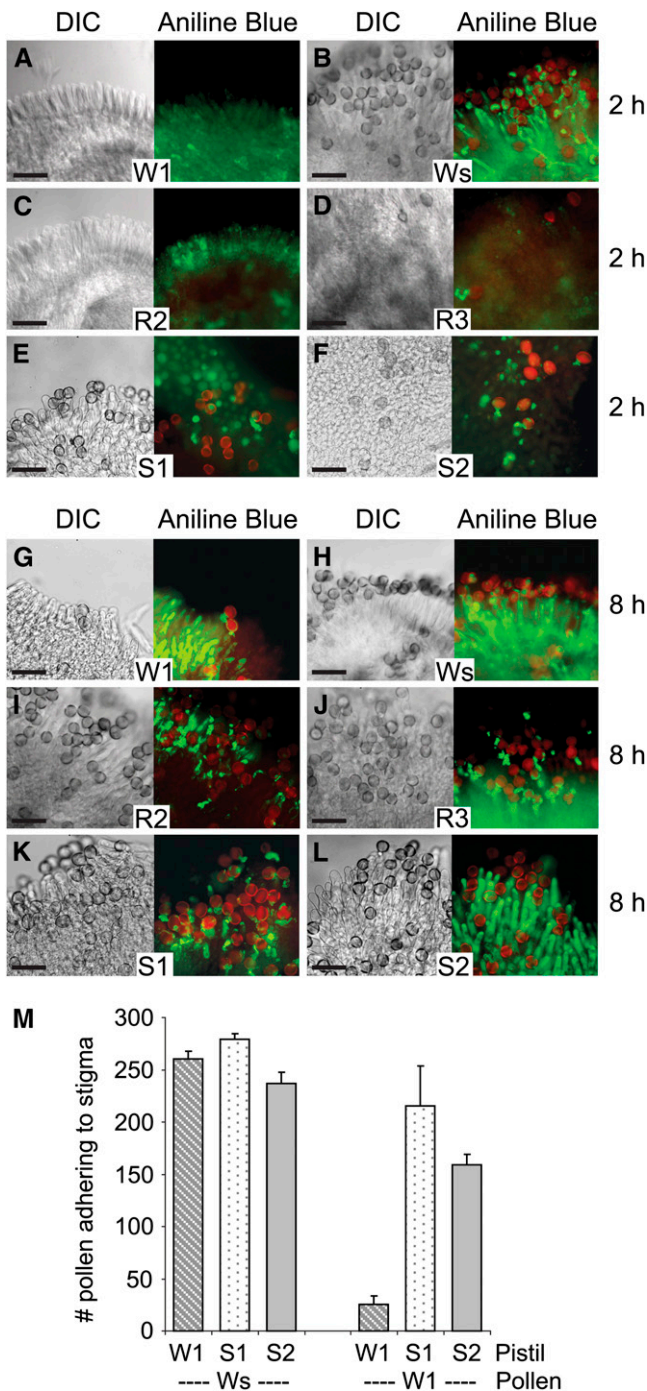 DIC Aniline Blue DIC Aniline Blue
A B
W1 Ws 2 h
C D
R2 R3 2 h
E F
S1 S2 2 h
DIC Aniline Blue DIC Aniline Blue
G H
W1 Ws 8 h
I J
R2 R3 8 h
K L
S1 S2 8 h
M
# pollen adhering to stigma
300
250
200
150
100
50
0
W1 S1 S2 W1 S1 S2 Pistil
---- Ws ---- ---- W1 ---- Pollen